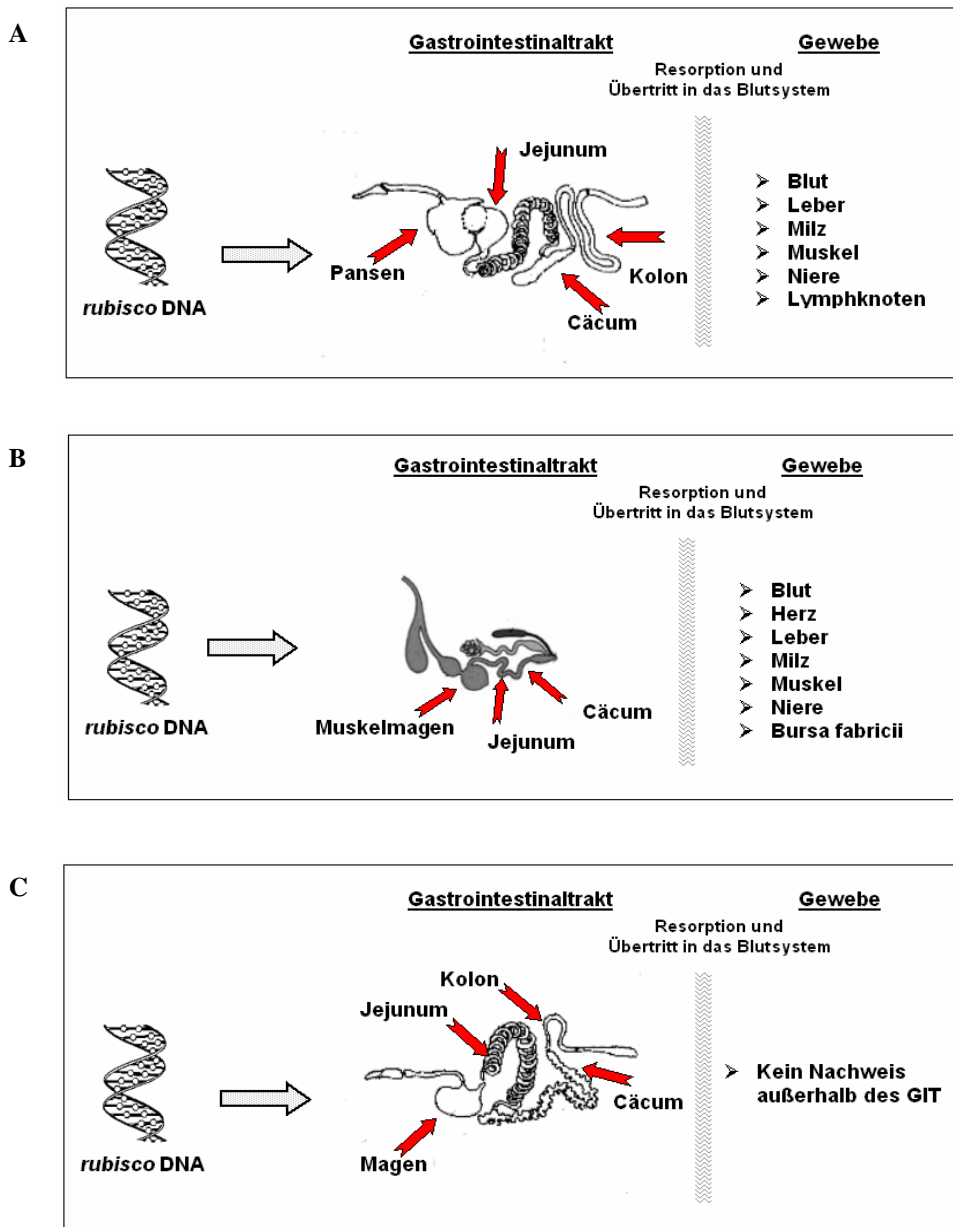 A
Gastrointestinaltrakt
Gewebe
Resorption und
Übertritt in das Blutsystem
Jejunum
Pansen
Kolon
Cäcum
rubisco DNA
➢ Blut
➢ Leber
➢ Milz
➢ Muskel
➢ Niere
➢ Lymphknoten
B
Gastrointestinaltrakt
Gewebe
Resorption und
Übertritt in das Blutsystem
Muskelmagen
Jejunum
Cäcum
rubisco DNA
➢ Blut
➢ Herz
➢ Leber
➢ Milz
➢ Muskel
➢ Niere
➢ Bursa fabricii
C
Gastrointestinaltrakt
Gewebe
Resorption und
Übertritt in das Blutsystem
Kolon
Jejunum
Cäcum
Magen
rubisco DNA
➢ Kein Nachweis
außerhalb des GIT